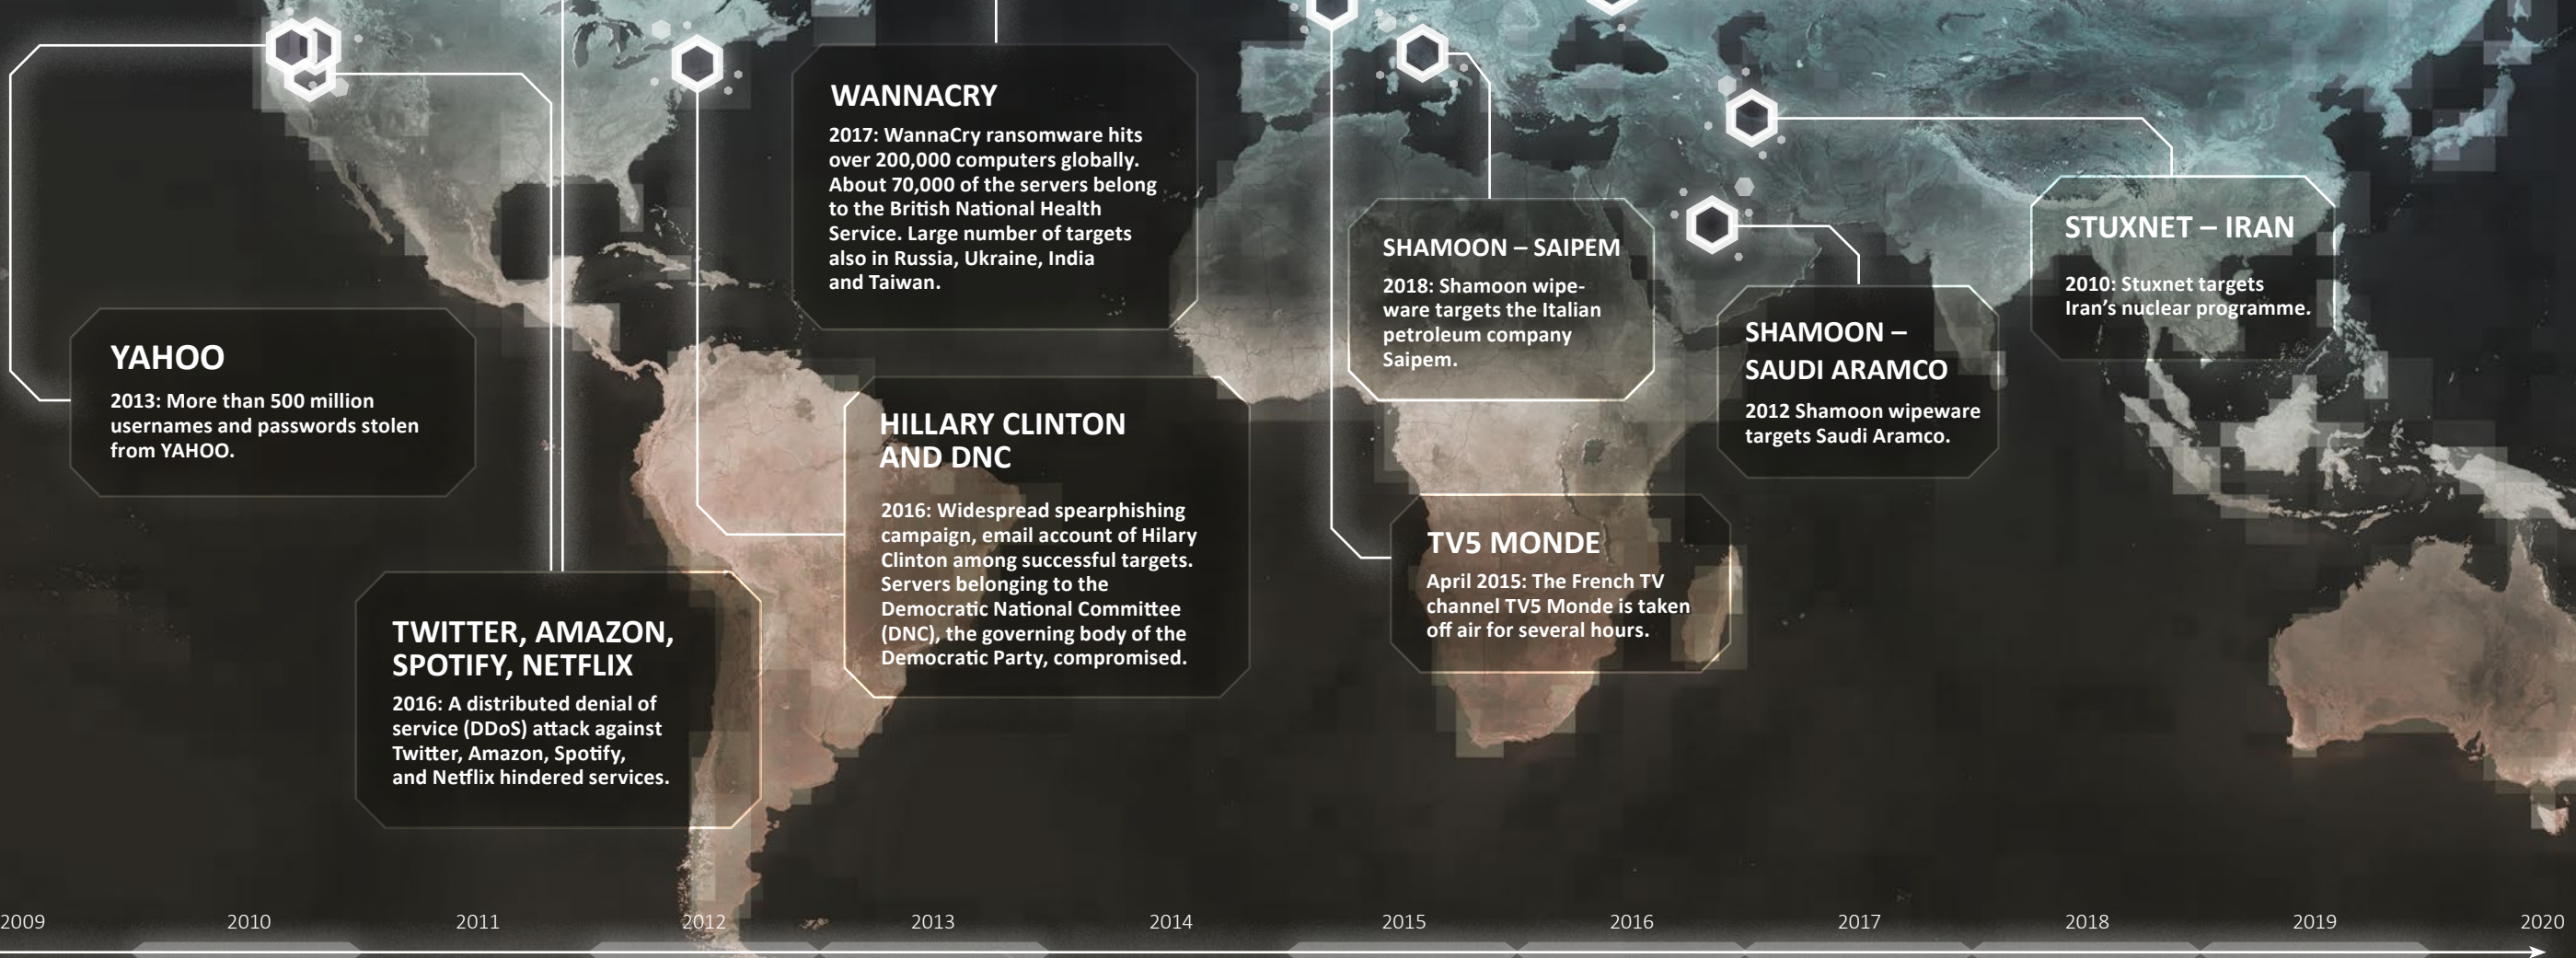 WANNACRY
2017: WannaCry ransomware hits
over 200,000 computers globally.
About 70,000 of the servers belong
to the British National Health
Service. Large number of targets
also in Russia, Ukraine, India
and Taiwan.
SHAMOON – SAIPEM
2018: Shamoon wipe-
ware targets the Italian
petroleum company
Saipem.
STUXNET – IRAN
2010: Stuxnet targets
Iran's nuclear programme.
SHAMOON –
SAUDI ARAMCO
2012 Shamoon wipeware
targets Saudi Aramco.
YAHOO
2013: More than 500 million
usernames and passwords stolen
from YAHOO.
HILLARY CLINTON
AND DNC
2016: Widespread spearphishing
campaign, email account of Hilary
Clinton among successful targets.
Servers belonging to the
Democratic National Committee
(DNC), the governing body of the
Democratic Party, compromised.
TV5 MONDE
April 2015: The French TV
channel TV5 Monde is taken
off air for several hours.
TWITTER, AMAZON,
SPOTIFY, NETFLIX
2016: A distributed denial of
service (DDoS) attack against
Twitter, Amazon, Spotify,
and Netflix hindered services.
2009 2010 2011 2012 2013 2014 2015 2016 2017 2018 2019 2020